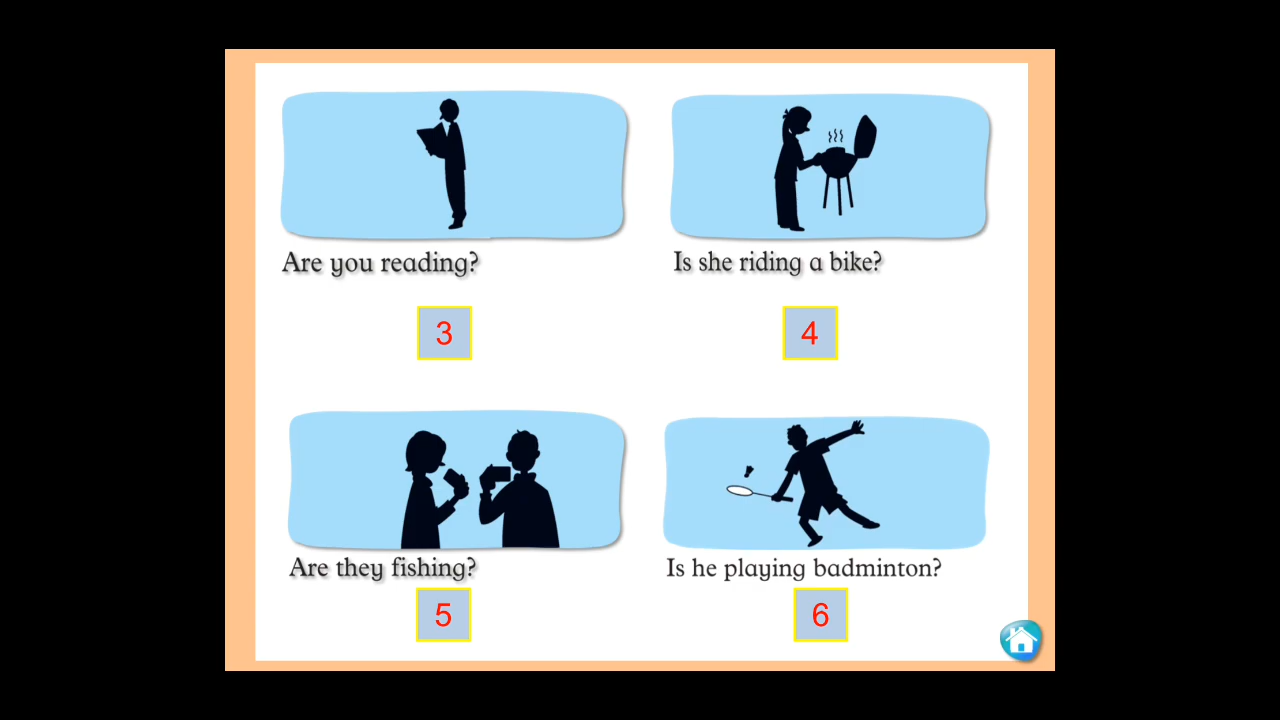 Are you reading?
Is she riding a bike?
3
4
Are they fishing?
Is he playing badminton?
5
6